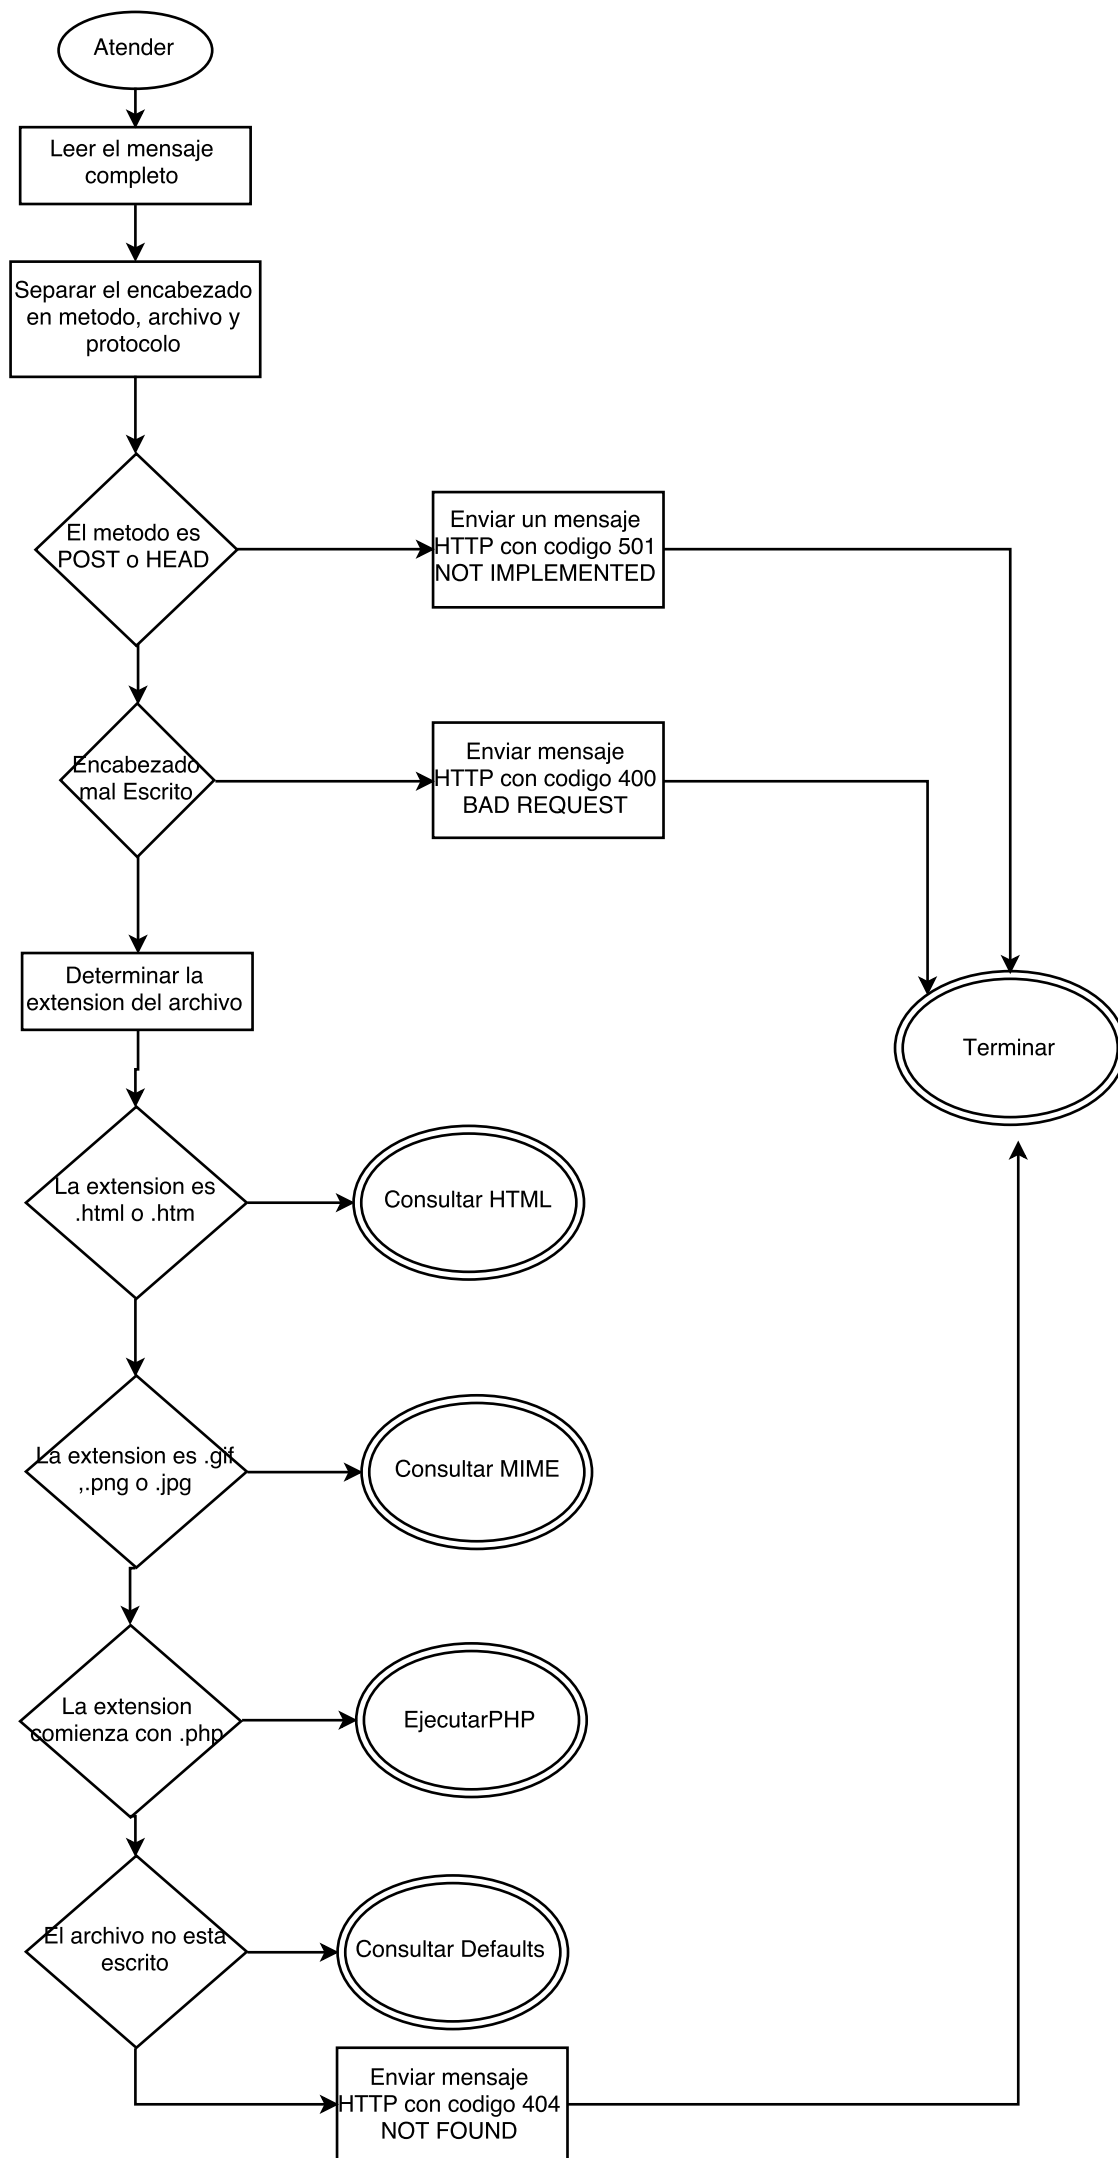 Atender
Leer el mensaje
completo
Separar el encabezado
en metodo, archivo y
protocolo
El metodo es
POST o HEAD
Enviar un mensaje
HTTP con codigo 501
NOT IMPLEMENTED
Encabezado
mal Escrito
Enviar mensaje
HTTP con codigo 400
BAD REQUEST
Determinar la
extension del archivo
Terminar
La extension es
.html o .htm
Consultar HTML
La extension es .gif
,.png o .jpg
Consultar MIME
La extension
comienza con .php
EjecutarPHP
El archivo no esta
escrito
Consultar Defaults
Enviar mensaje
HTTP con codigo 404
NOT FOUND